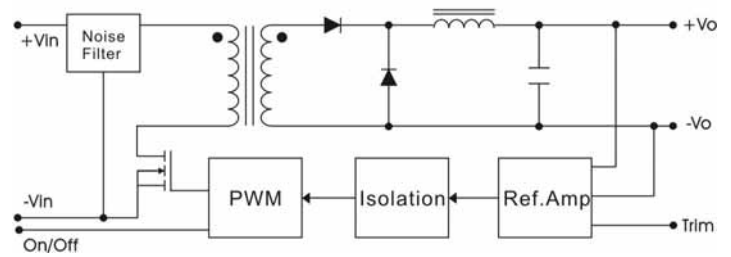 +Vin
Noise
Filter
+Vo
-Vo
-Vin
On/Off
PWM
Isolation
Ref.Amp
Trim